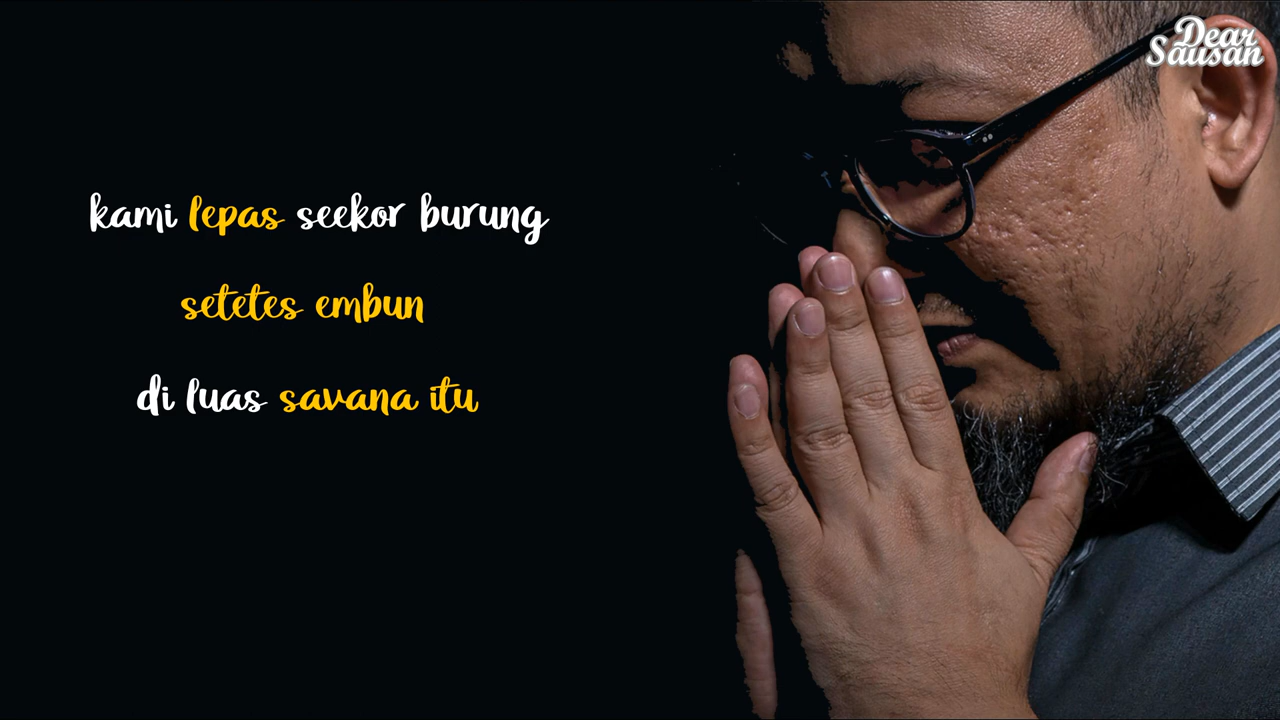 Dear
Sausan
kami lepas seekor burung
setetes embun
di luas savana itu